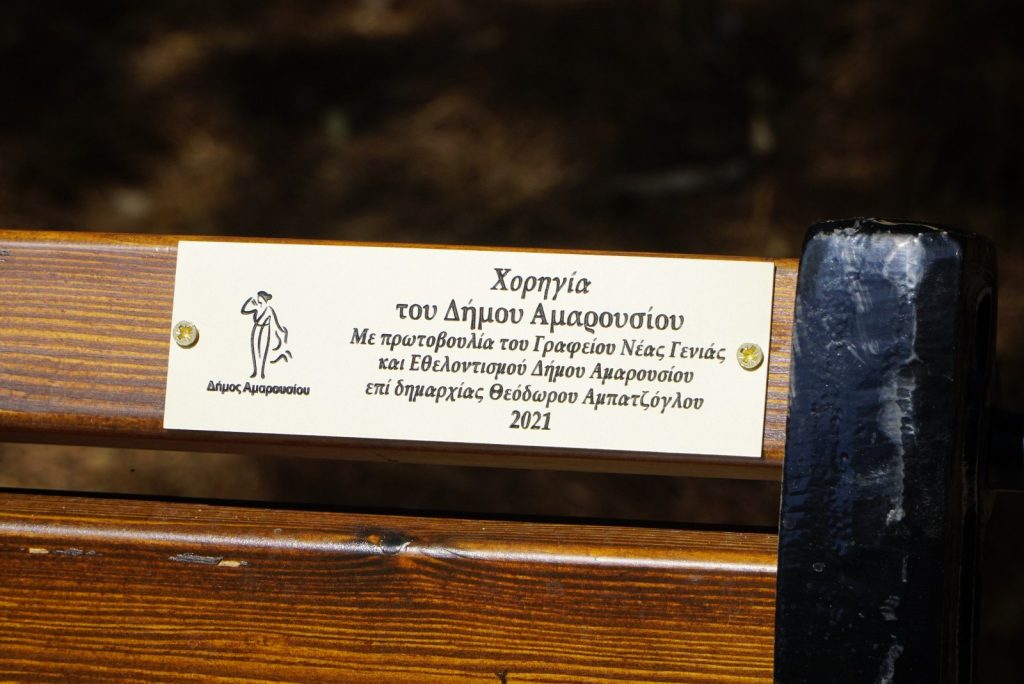 Χορηγία
του Δήμου Αμαρουσίου
Με πρωτοβουλία του Γραφείου Νέας Γενιάς
και Εθελοντισμού Δήμου Αμαρουσίου
επί δημαρχίας Θεόδωρου Αμπατζόγλου
2021
Δήμος Αμαρουσίου